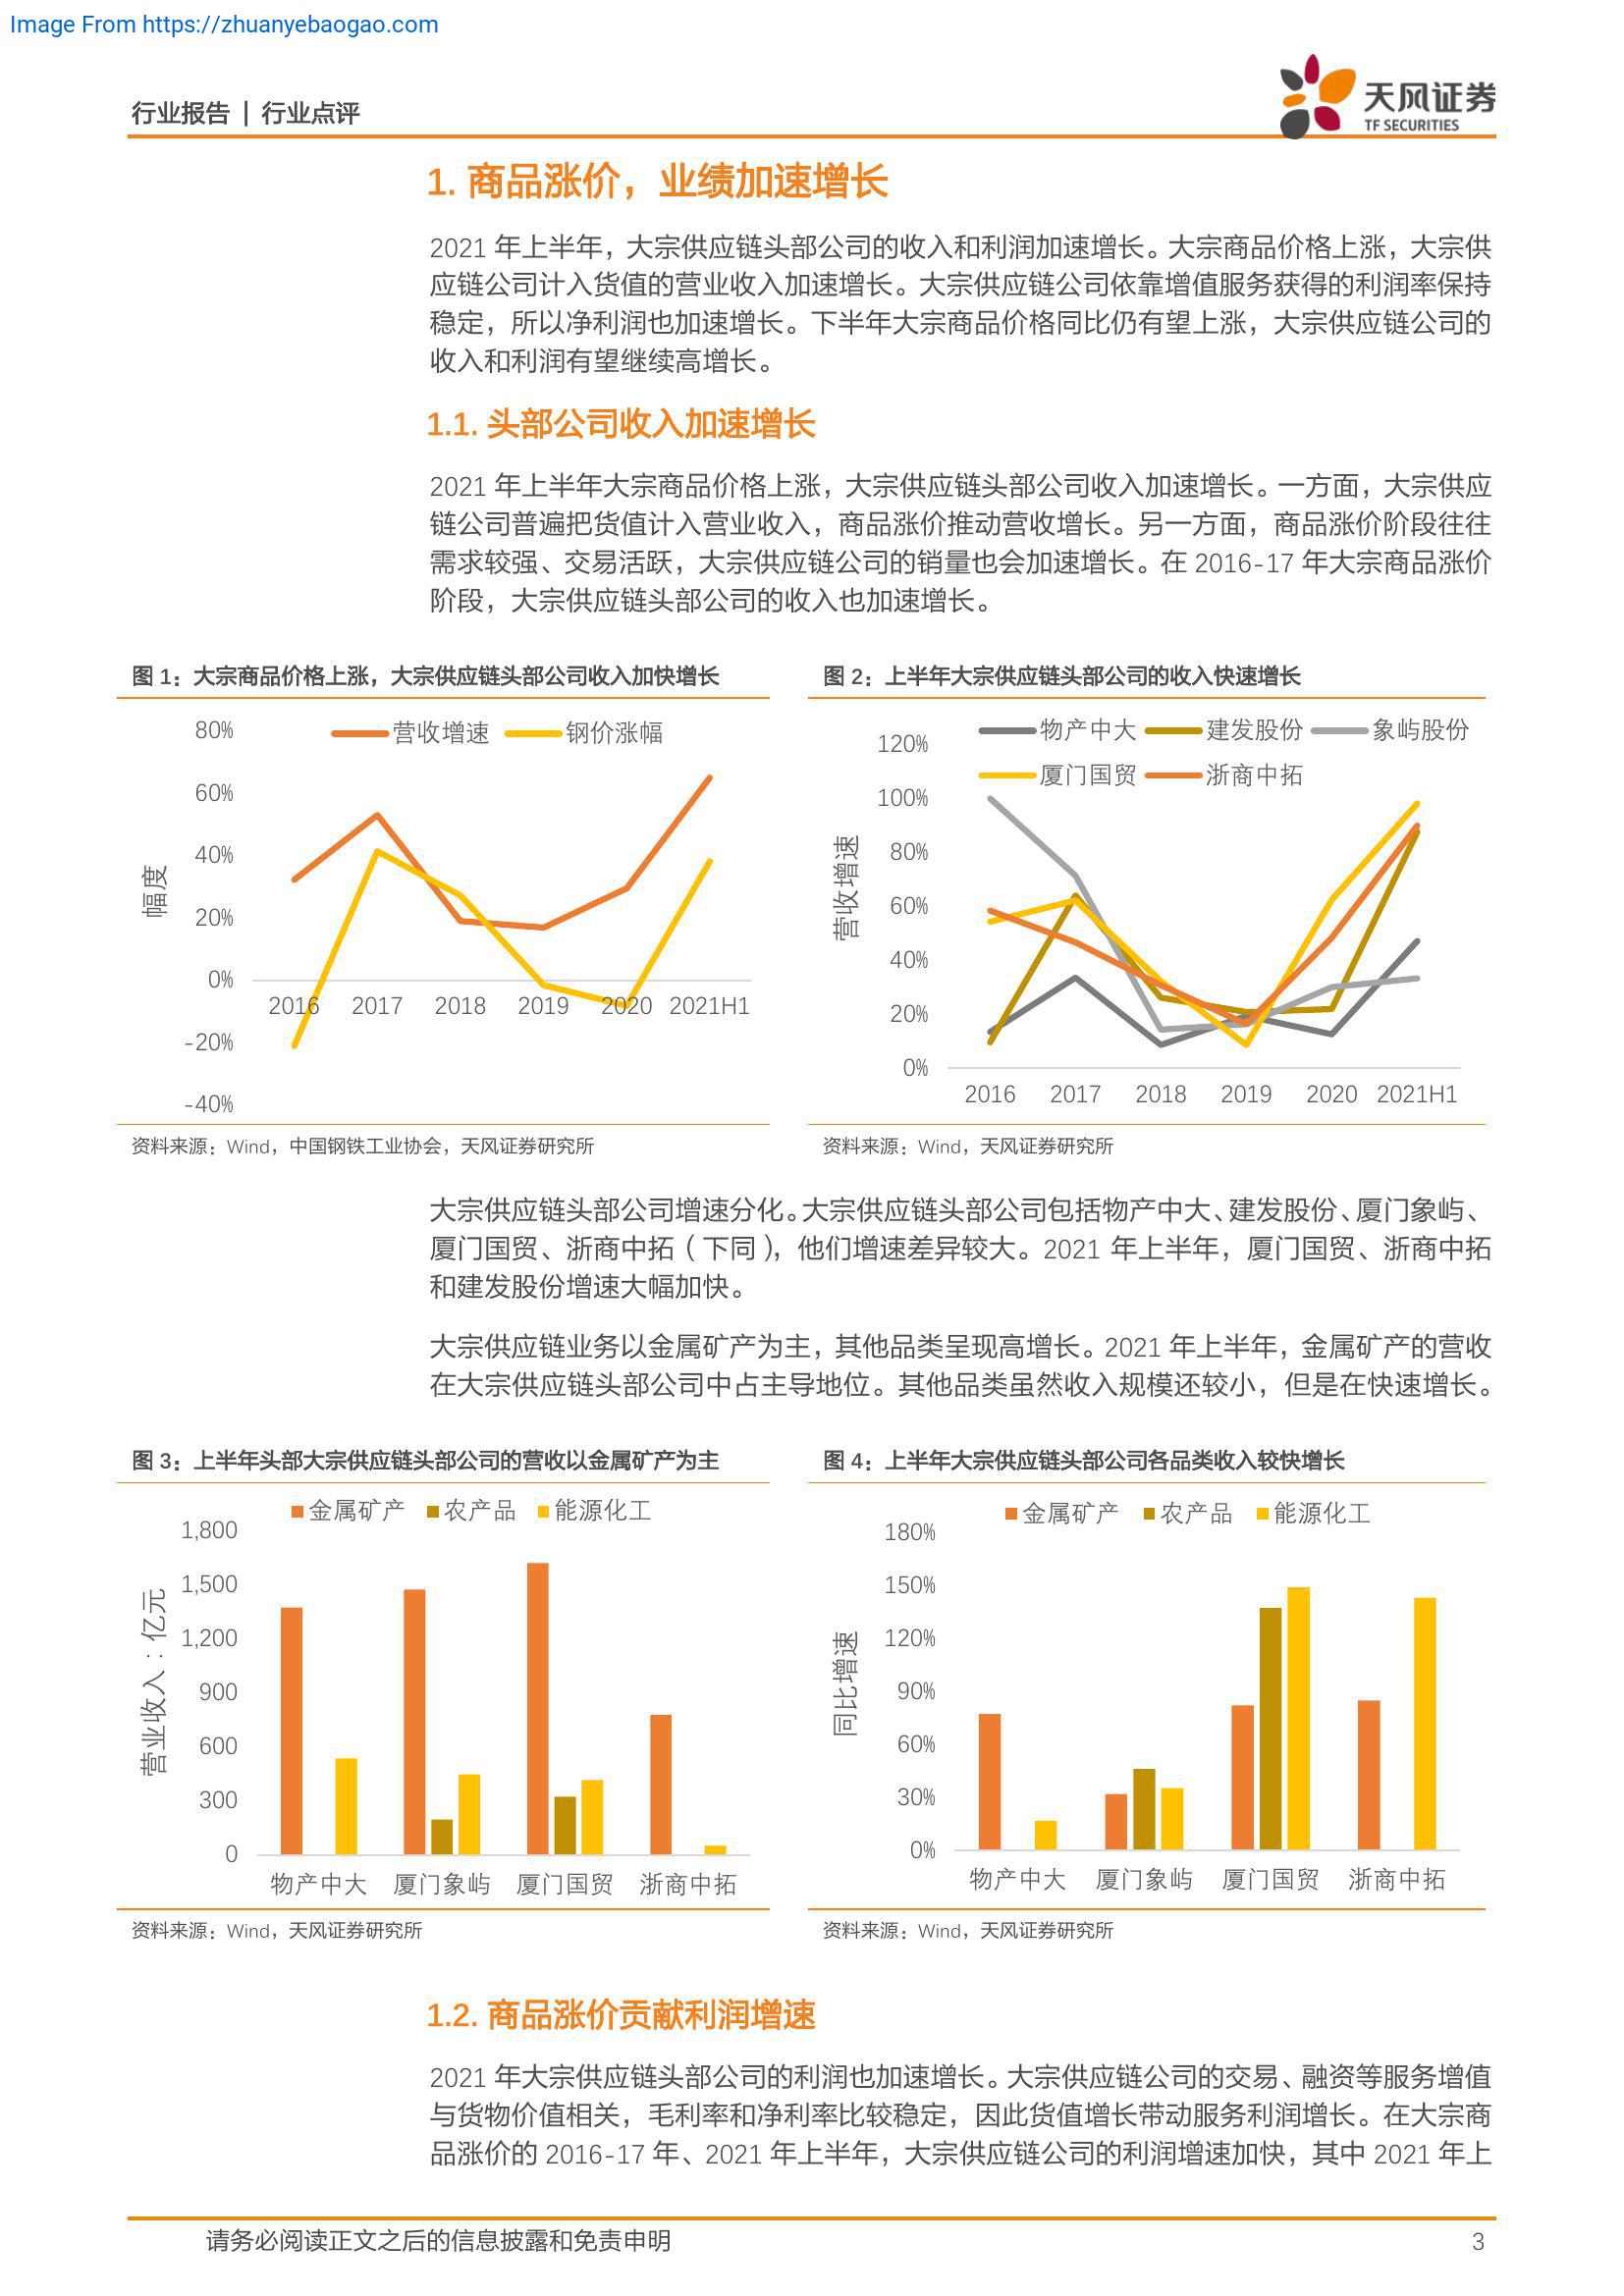 Image From https://zhuanyebaogao.com
行业报告 | 行业点评
天风证券
TF SECURITIES
1. 商品涨价，业绩加速增长
2021 年上半年，大宗供应链头部公司的收入和利润加速增长。大宗商品价格上涨，大宗供
应链公司计入货值的营业收入加速增长。大宗供应链公司依靠增值服务获得的利润率保持
稳定，所以净利润也加速增长。下半年大宗商品价格同比仍有望上涨，大宗供应链公司的
收入和利润有望继续高增长。
1.1. 头部公司收入加速增长
2021 年上半年大宗商品价格上涨，大宗供应链头部公司收入加速增长。一方面，大宗供应
链公司普遍把货值计入营业收入，商品涨价推动营收增长。另一方面，商品涨价阶段往往
需求较强、交易活跃，大宗供应链公司的销量也会加速增长。在 2016-17 年大宗商品涨价
阶段，大宗供应链头部公司的收入也加速增长。
图 1：大宗商品价格上涨，大宗供应链头部公司收入加快增长
营收增速 钢价涨幅
80%
60%
40%
20%
0%
-20%
-40%
幅度
2016 2017 2018 2019 2020 2021H1
资料来源：Wind，中国钢铁工业协会，天风证券研究所
图 2：上半年大宗供应链头部公司的收入快速增长
物产中大 建发股份 象屿股份
厦门国贸 浙商中拓
120%
100%
80%
60%
40%
20%
0%
营收增速
2016 2017 2018 2019 2020 2021H1
资料来源：Wind，天风证券研究所
大宗供应链头部公司增速分化。大宗供应链头部公司包括物产中大、建发股份、厦门象屿、
厦门国贸、浙商中拓（下同），他们增速差异较大。2021 年上半年，厦门国贸、浙商中拓
和建发股份增速大幅加快。
大宗供应链业务以金属矿产为主，其他品类呈现高增长。2021 年上半年，金属矿产的营收
在大宗供应链头部公司中占主导地位。其他品类虽然收入规模还较小，但是在快速增长。
图 3：上半年头部大宗供应链头部公司的营收以金属矿产为主
金属矿产 农产品 能源化工
1,800
1,500
1,200
900
600
300
0
营业收入：亿元
物产中大 厦门象屿 厦门国贸 浙商中拓
资料来源：Wind，天风证券研究所
图 4：上半年大宗供应链头部公司各品类收入较快增长
金属矿产 农产品 能源化工
180%
150%
120%
90%
60%
30%
0%
同比增速
物产中大 厦门象屿 厦门国贸 浙商中拓
资料来源：Wind，天风证券研究所
1.2. 商品涨价贡献利润增速
2021 年大宗供应链头部公司的利润也加速增长。大宗供应链公司的交易、融资等服务增值
与货物价值相关，毛利率和净利率比较稳定，因此货值增长带动服务利润增长。在大宗商
品涨价的 2016-17 年、2021 年上半年，大宗供应链公司的利润增速加快，其中 2021 年上
请务必阅读正文之后的信息披露和免责申明
3